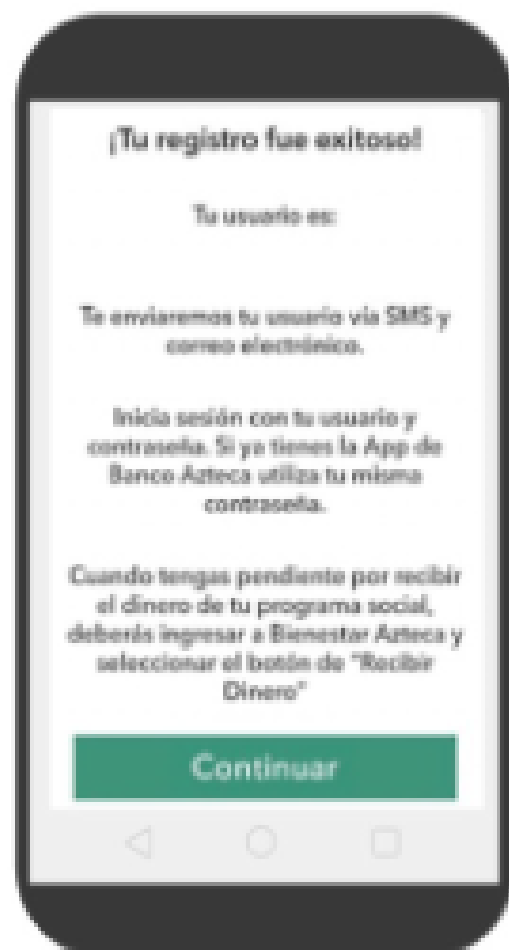 ¡Tu registro fue exitoso!
Tu usuario es:
Te enviaremos tu usuario vía SMS y
correo electrónico.
Inicia sesión con tu usuario y
contraseña. Si ya tienes la App de
Banco Azteca utiliza tu misma
contraseña.
Cuando tengas pendiente por recibir
el dinero de tu programa social,
deberás ingresar a Bienestar Azteca y
seleccionar el botón de "Recibir
Dinero"
Continuar